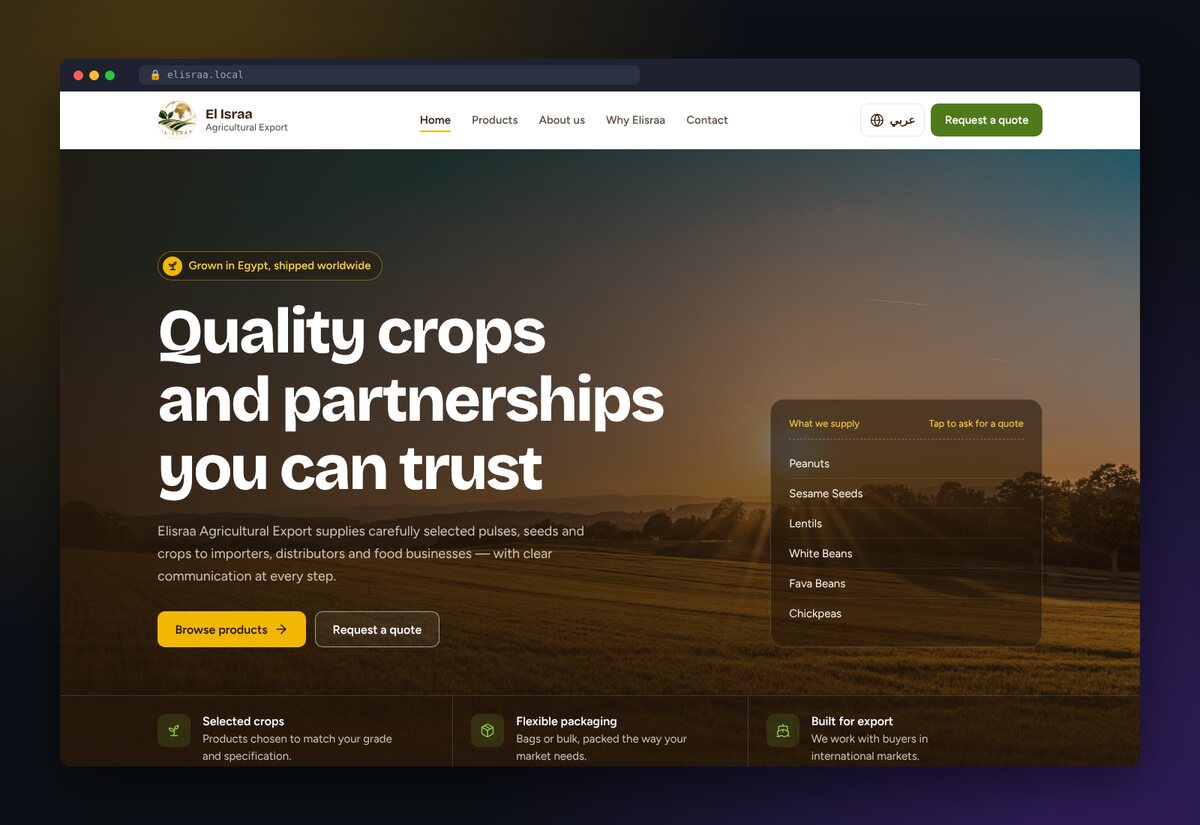 elisraa.local
El Israa
Agricultural Export
Home
Products
About us
Why Elisraa
Contact
عربي
Request a quote
Grown in Egypt, shipped worldwide
Quality crops
and partnerships
you can trust
Elisraa Agricultural Export supplies carefully selected pulses, seeds and
crops to importers, distributors and food businesses — with clear
communication at every step.
Browse products
Request a quote
What we supply
Tap to ask for a quote
Peanuts
Sesame Seeds
Lentils
White Beans
Fava Beans
Chickpeas
Selected crops
Products chosen to match your grade
and specification.
Flexible packaging
Bags or bulk, packed the way your
market needs.
Built for export
We work with buyers in
international markets.